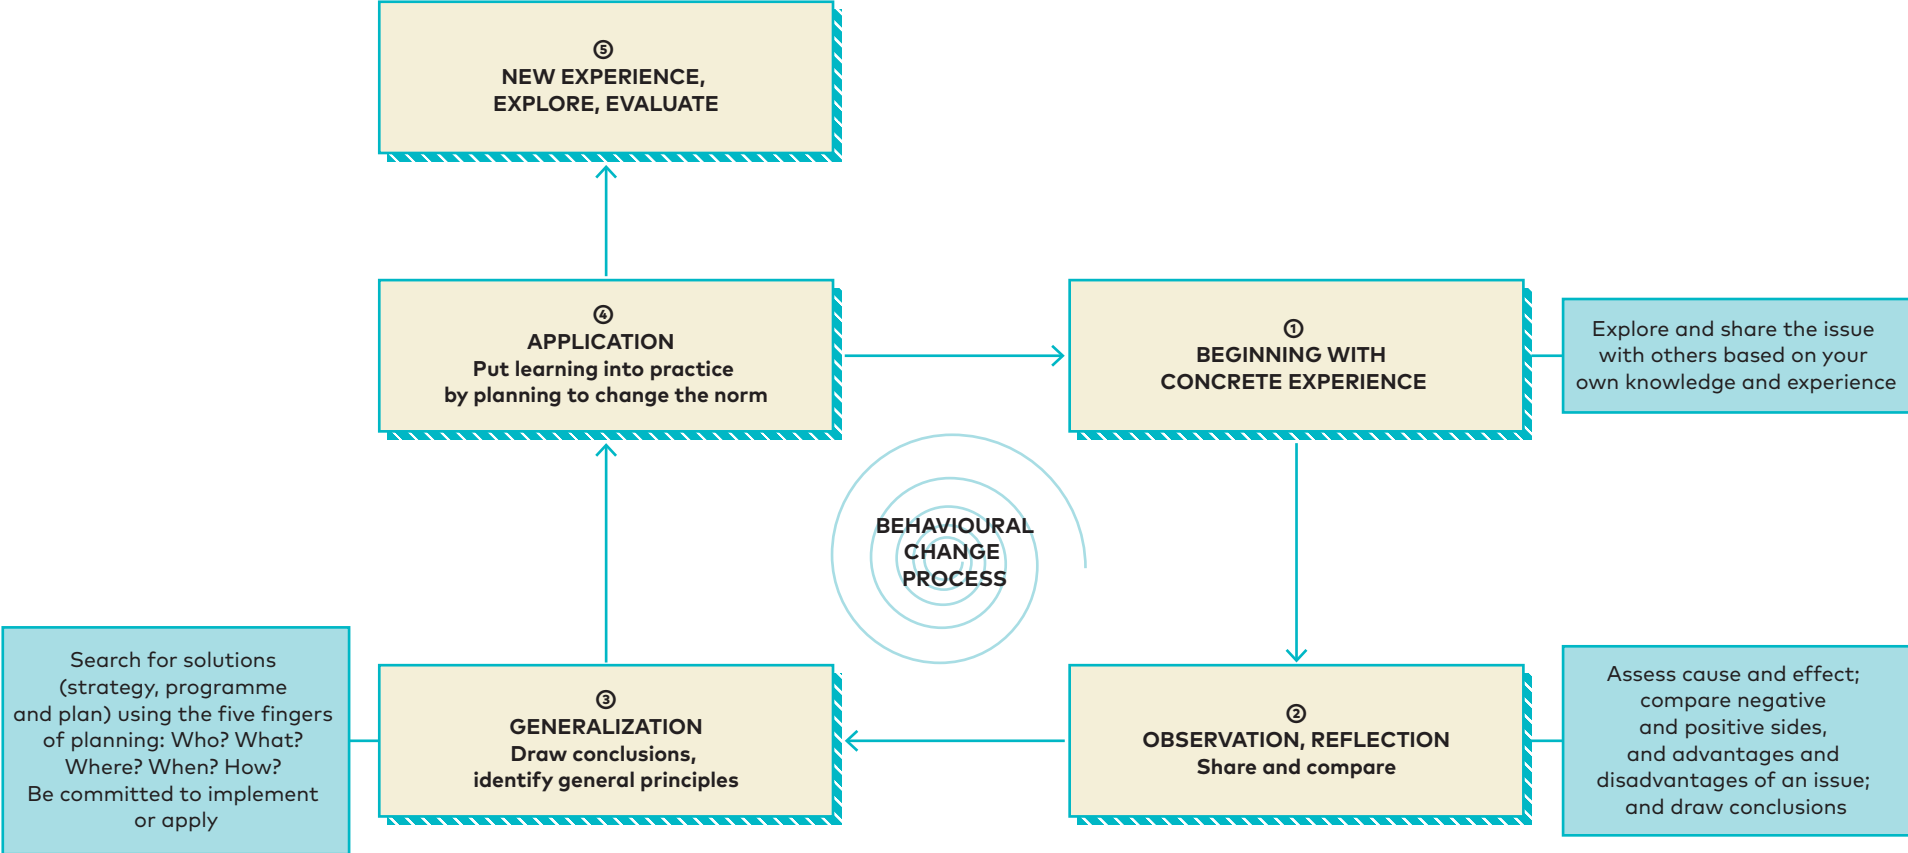 ⑤
NEW EXPERIENCE,
EXPLORE, EVALUATE
④
APPLICATION
Put learning into practice
by planning to change the norm
①
BEGINNING WITH
CONCRETE EXPERIENCE
Explore and share the issue
with others based on your
own knowledge and experience
BEHAVIOURAL
CHANGE
PROCESS
Search for solutions
(strategy, programme
and plan) using the five fingers
of planning: Who? What?
Where? When? How?
Be committed to implement
or apply
③
GENERALIZATION
Draw conclusions,
identify general principles
②
OBSERVATION, REFLECTION
Share and compare
Assess cause and effect;
compare negative
and positive sides,
and advantages and
disadvantages of an issue;
and draw conclusions